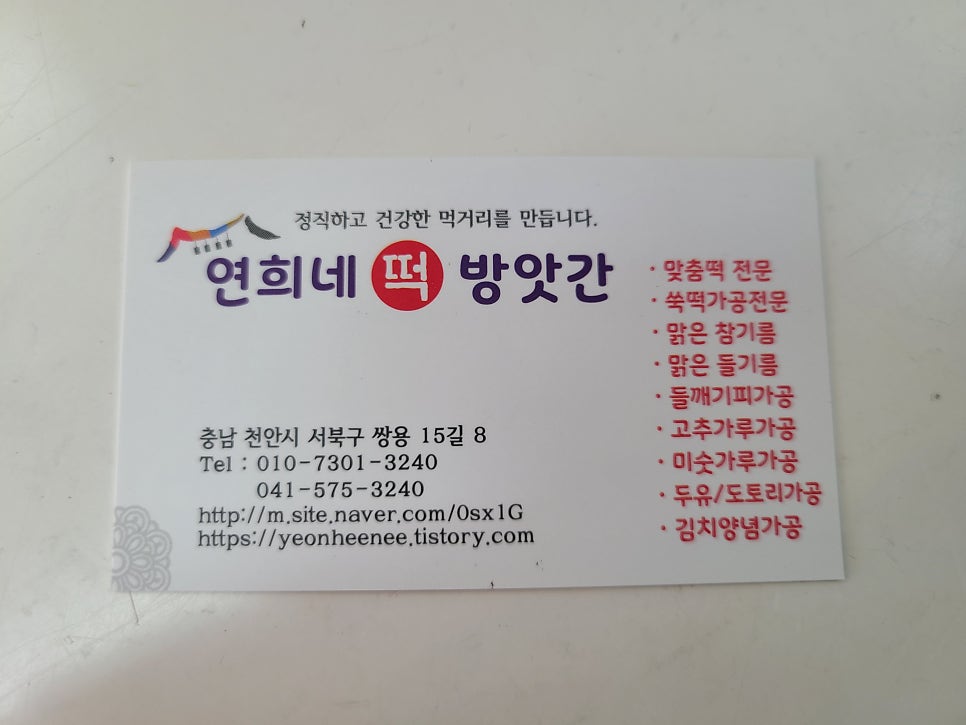 정직하고 건강한 먹거리를 만듭니다.
연희네 떡 방앗간
· 맞춤떡 전문
· 쑥떡가공전문
· 맑은 참기름
· 맑은 들기름
· 들깨기피가공
· 고추가루가공
· 미숫가루가공
· 두유/도토리가공
· 김치양념가공
충남 천안시 서북구 쌍용 15길 8
Tel : 010-7301-3240
041-575-3240
http://m.site.naver.com/0sx1G
https://yeonheenee.tistory.com